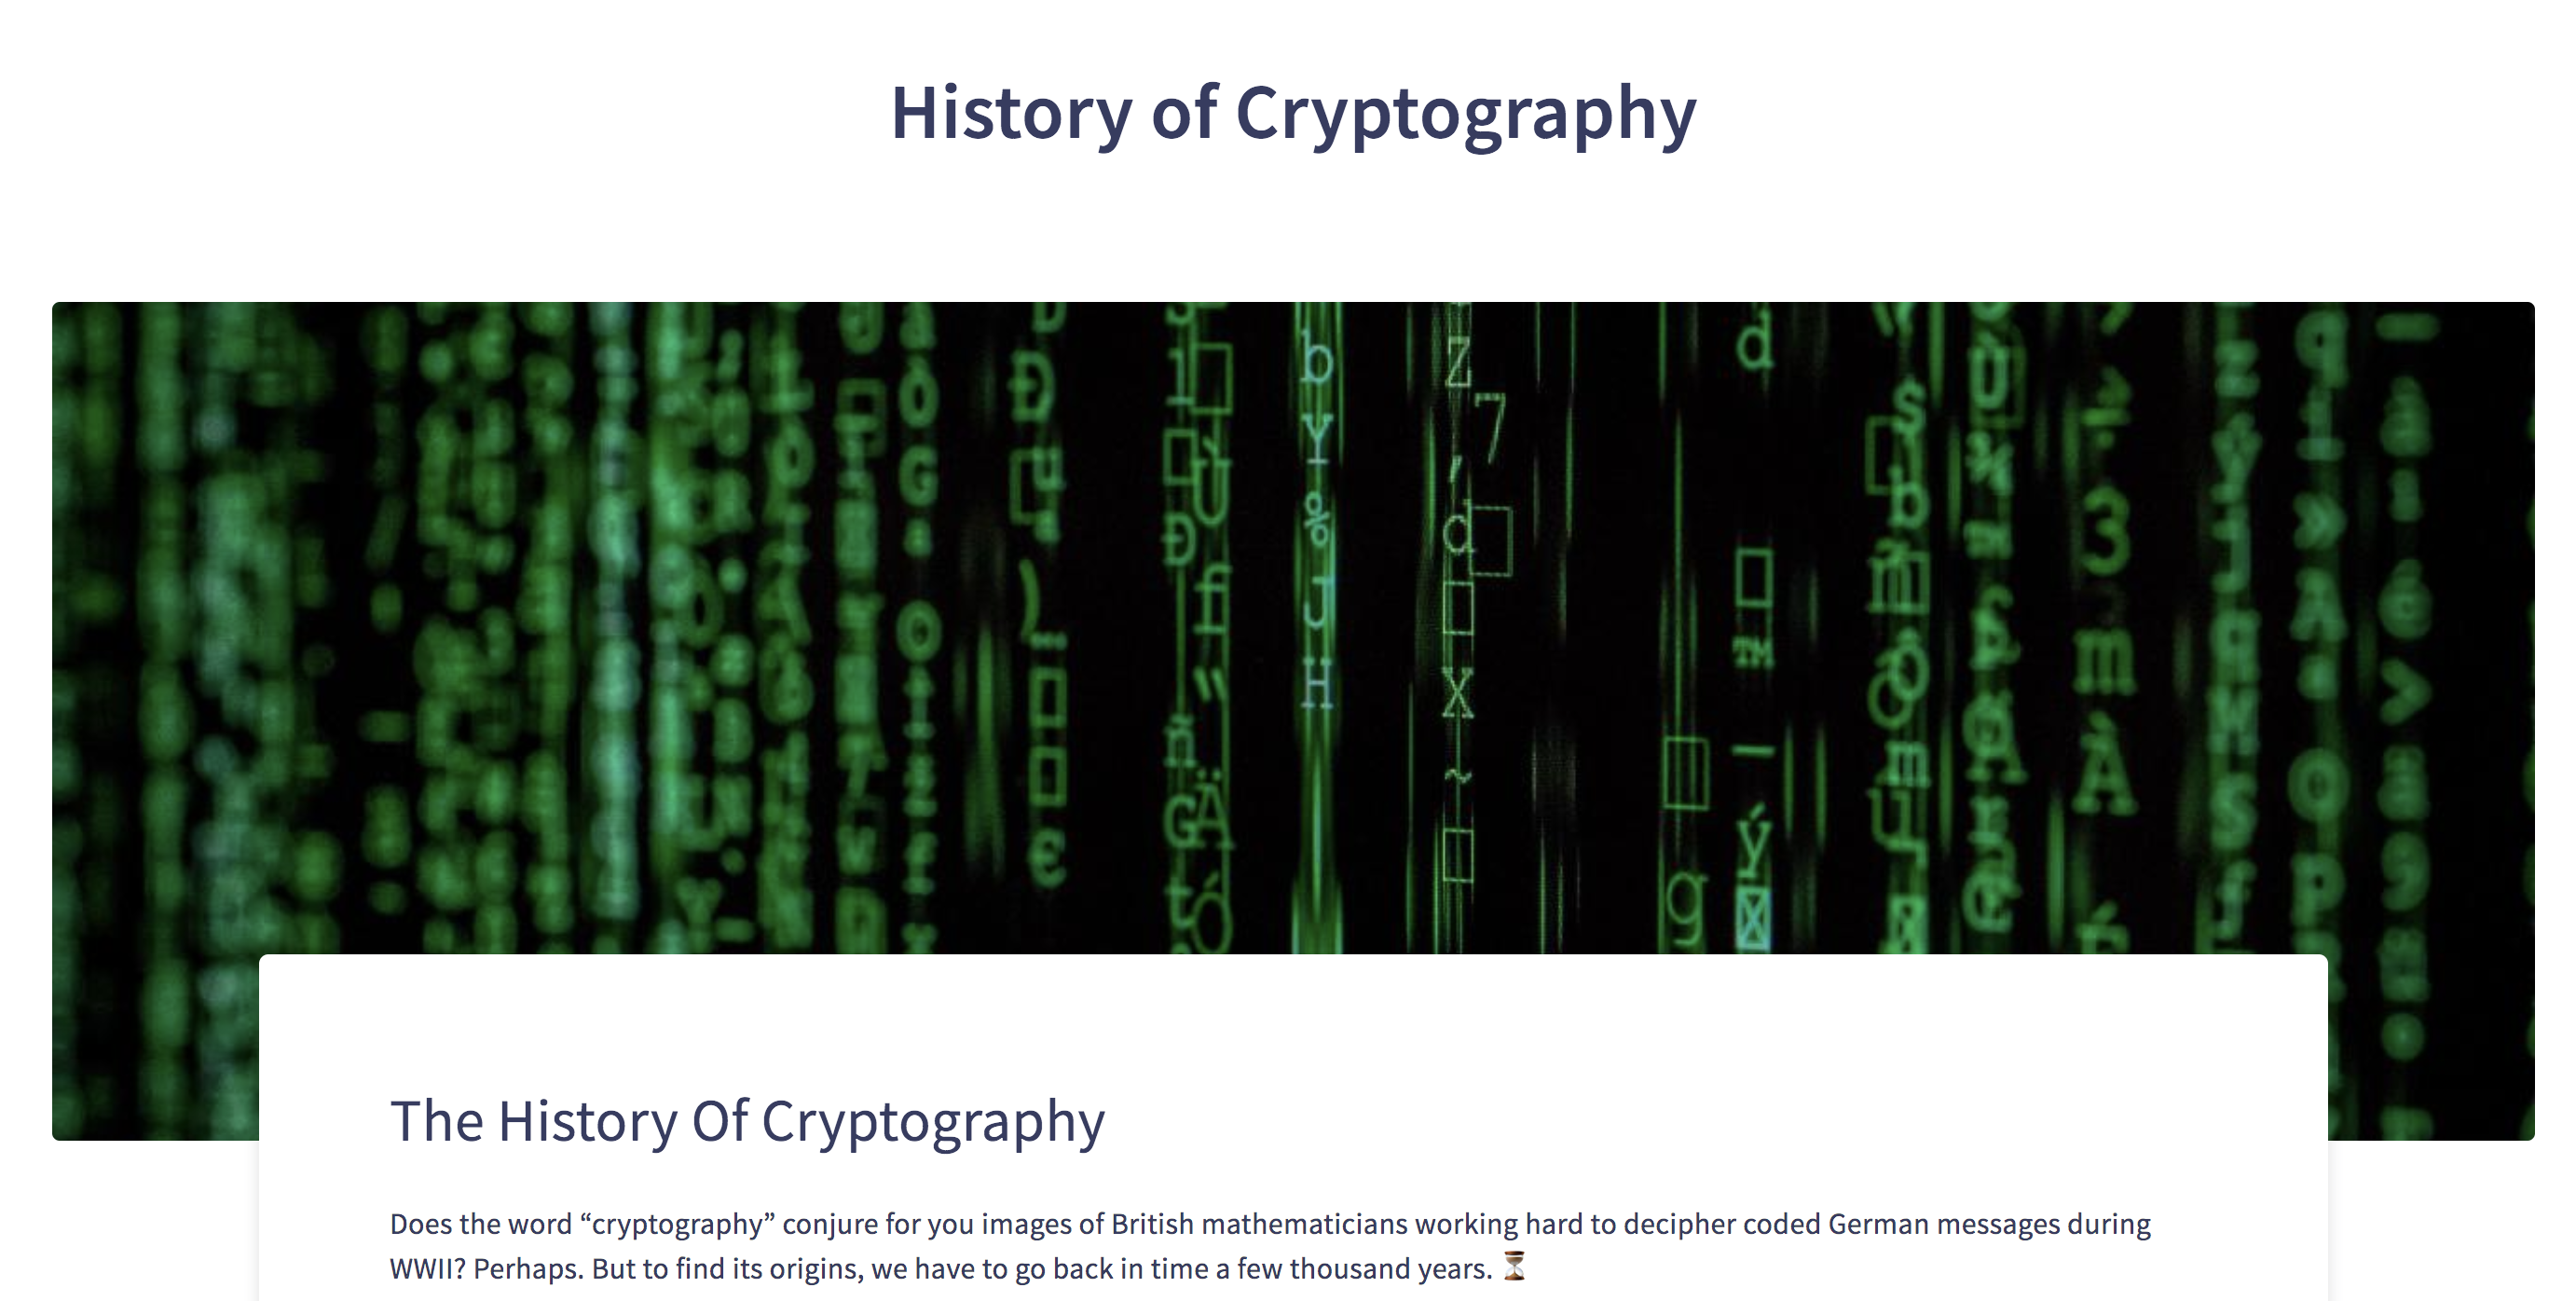 History of Cryptography
The History Of Cryptography
Does the word “cryptography” conjure for you images of British mathematicians working hard to decipher coded German messages during
WWII? Perhaps. But to find its origins, we have to go back in time a few thousand years. ⏳